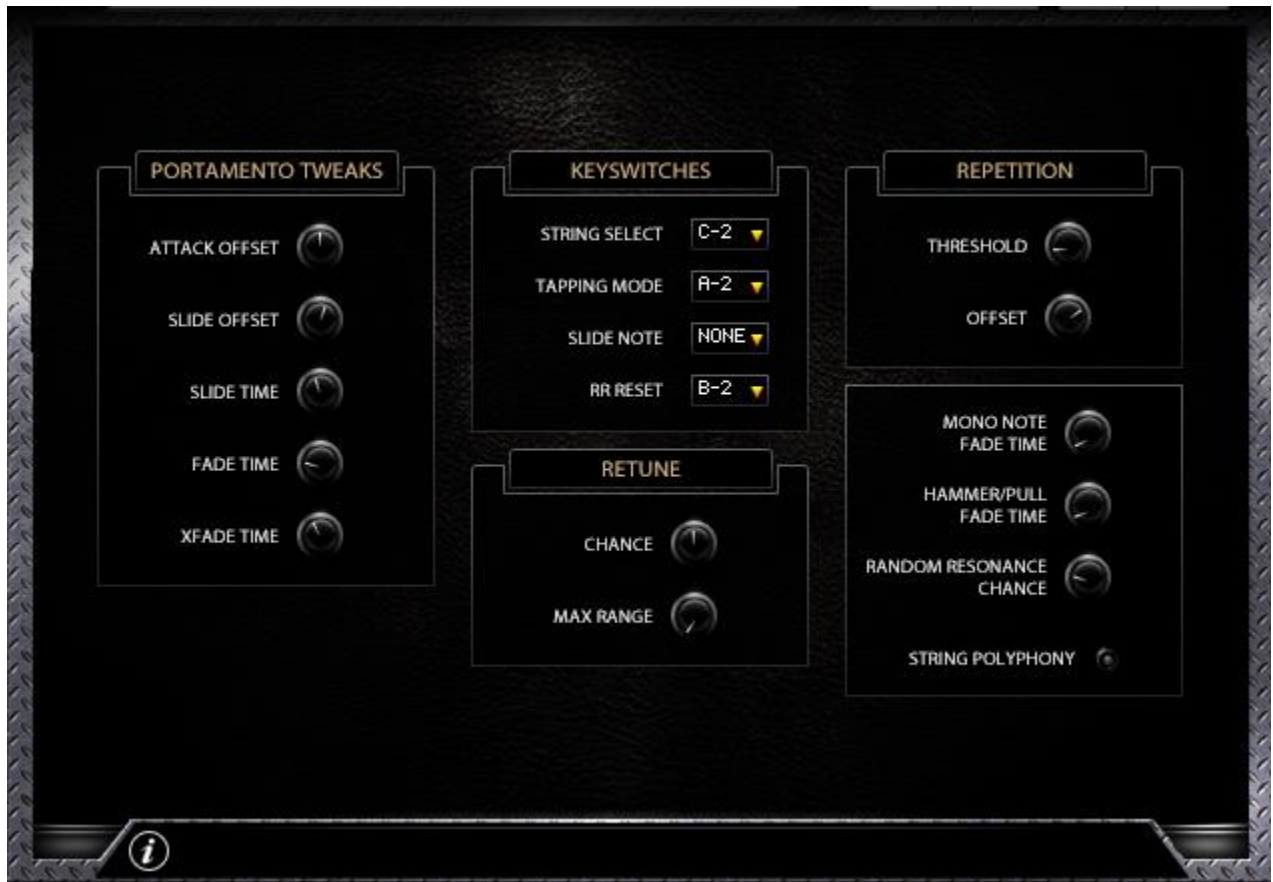 PORTAMENTO TWEAKS
ATTACK OFFSET
SLIDE OFFSET
SLIDE TIME
FADE TIME
XFADE TIME
KEYSWITCHES
STRING SELECT C-2
TAPPING MODE A-2
SLIDE NOTE NONE
RR RESET B-2
RETUNE
CHANCE
MAX RANGE
REPETITION
THRESHOLD
OFFSET
MONO NOTE
FADE TIME
HAMMER/PULL
FADE TIME
RANDOM RESONANCE
CHANCE
STRING POLYPHONY
i